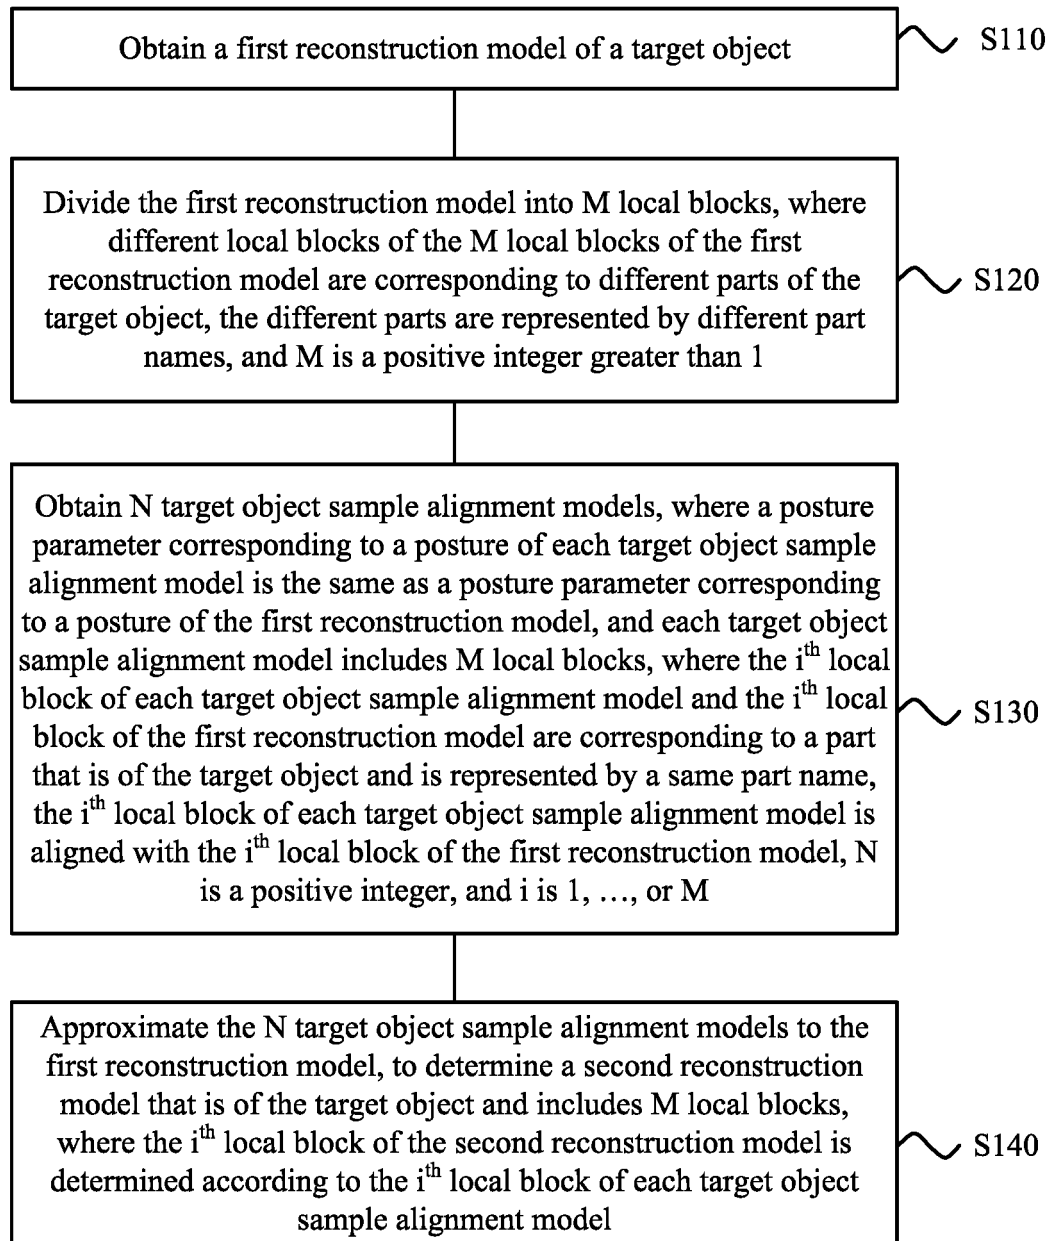 Obtain a first reconstruction model of a target object
S110
Divide the first reconstruction model into M local blocks, where
different local blocks of the M local blocks of the first
reconstruction model are corresponding to different parts of the
target object, the different parts are represented by different part
names, and M is a positive integer greater than 1
S120
Obtain N target object sample alignment models, where a posture
parameter corresponding to a posture of each target object sample
alignment model is the same as a posture parameter corresponding
to a posture of the first reconstruction model, and each target object
sample alignment model includes M local blocks, where the ith local
block of each target object sample alignment model and the ith local
block of the first reconstruction model are corresponding to a part
that is of the target object and is represented by a same part name,
the ith local block of each target object sample alignment model is
aligned with the ith local block of the first reconstruction model, N
is a positive integer, and i is 1, …, or M
S130
Approximate the N target object sample alignment models to the
first reconstruction model, to determine a second reconstruction
model that is of the target object and includes M local blocks,
where the ith local block of the second reconstruction model is
determined according to the ith local block of each target object
sample alignment model
S140